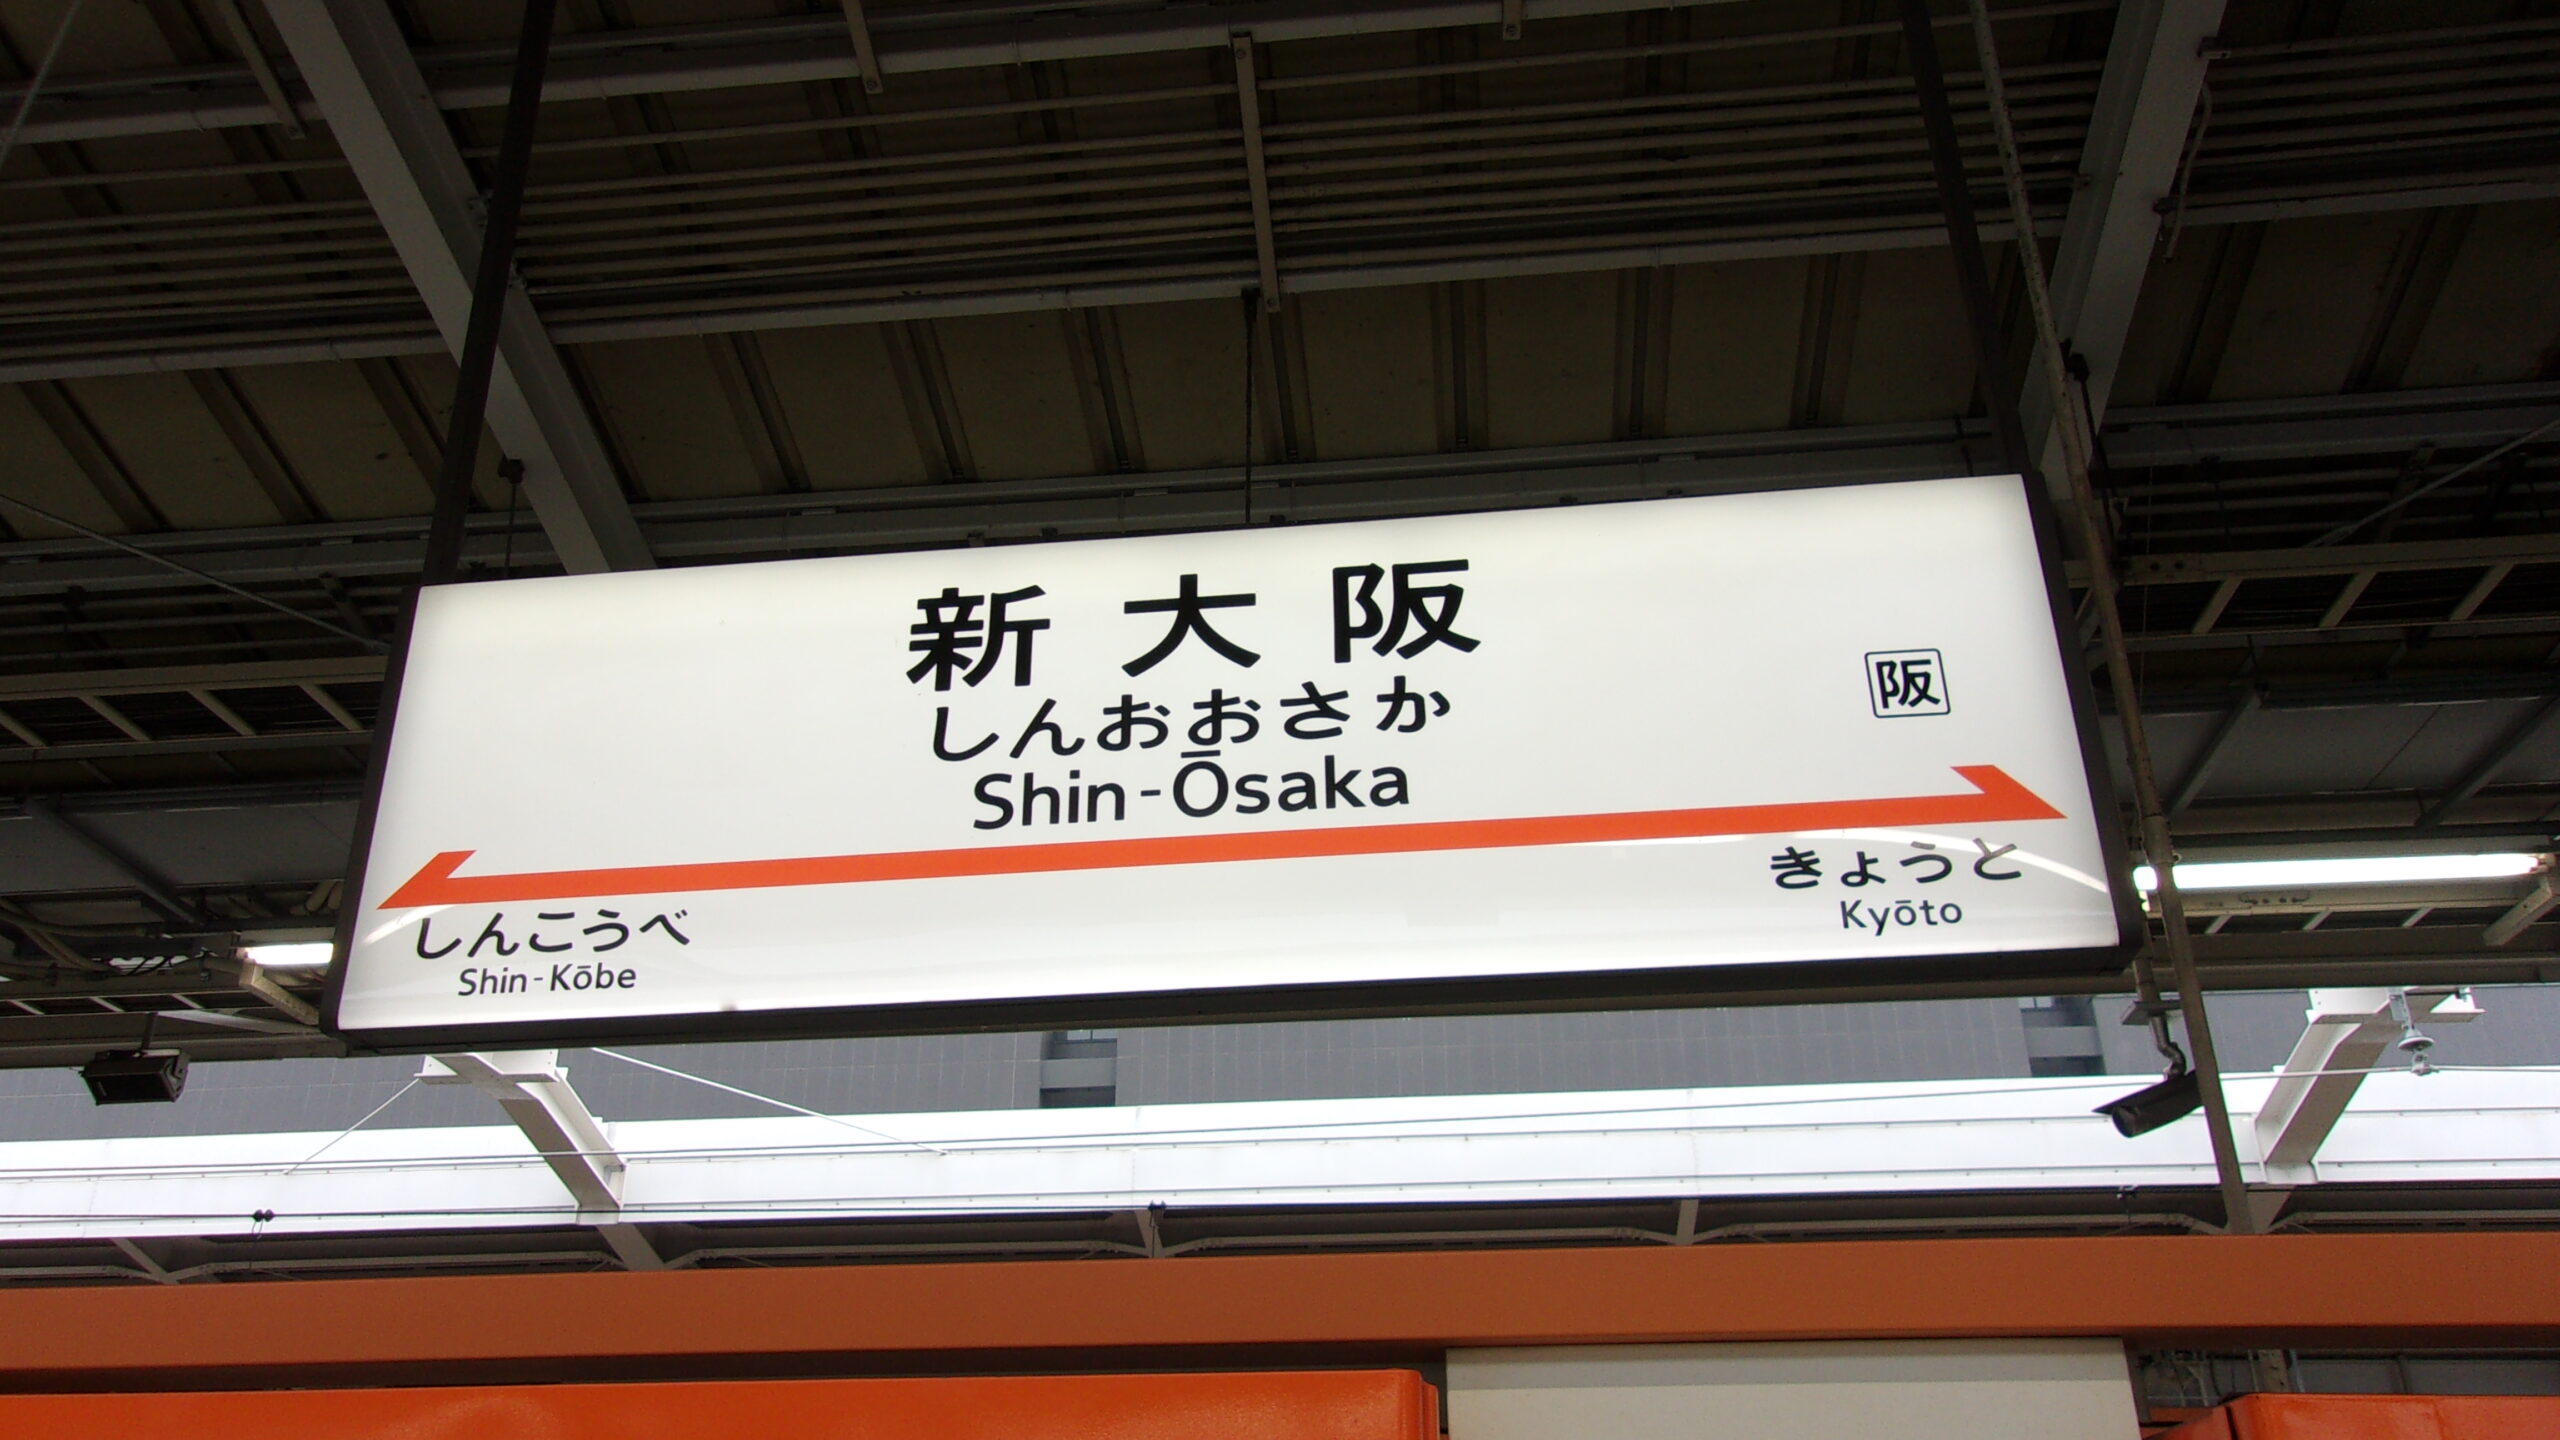 新大阪
しんおおさか
Shin-Ōsaka
阪
しんこうべ
Shin-Kōbe
きょうと
Kyōto